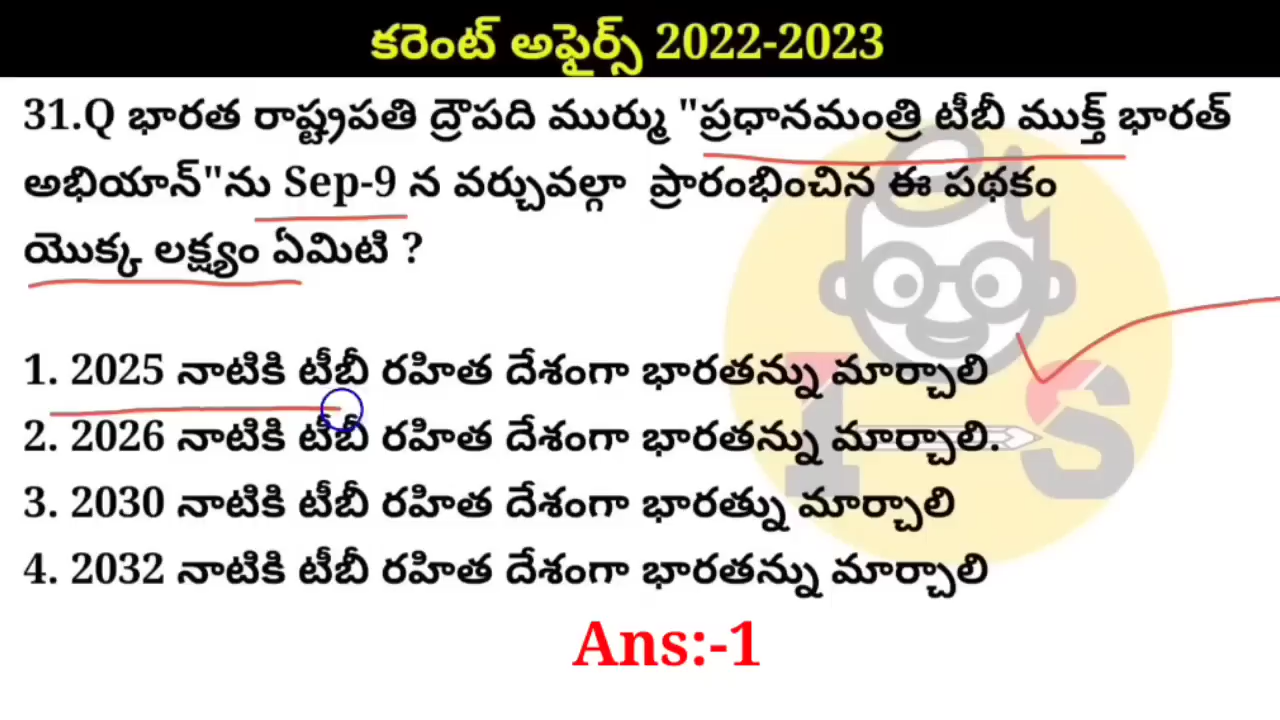 కరెంట్ అఫైర్స్ 2022-2023
31.Q భారత రాష్ట్రపతి ద్రౌపది ముర్ము "ప్రధానమంత్రి టీబీ ముక్త్ భారత్
అభియాన్"ను Sep-9 న వర్చువల్గా ప్రారంభించిన ఈ పథకం
యొక్క లక్ష్యం ఏమిటి ?
1. 2025 నాటికి టీబీ రహిత దేశంగా భారతన్ను మార్చాలి
2. 2026 నాటికి టీబీ రహిత దేశంగా భారతన్ను మార్చాలి.
3. 2030 నాటికి టీబీ రహిత దేశంగా భారత్ను మార్చాలి
4. 2032 నాటికి టీబీ రహిత దేశంగా భారతన్ను మార్చాలి
Ans:-1